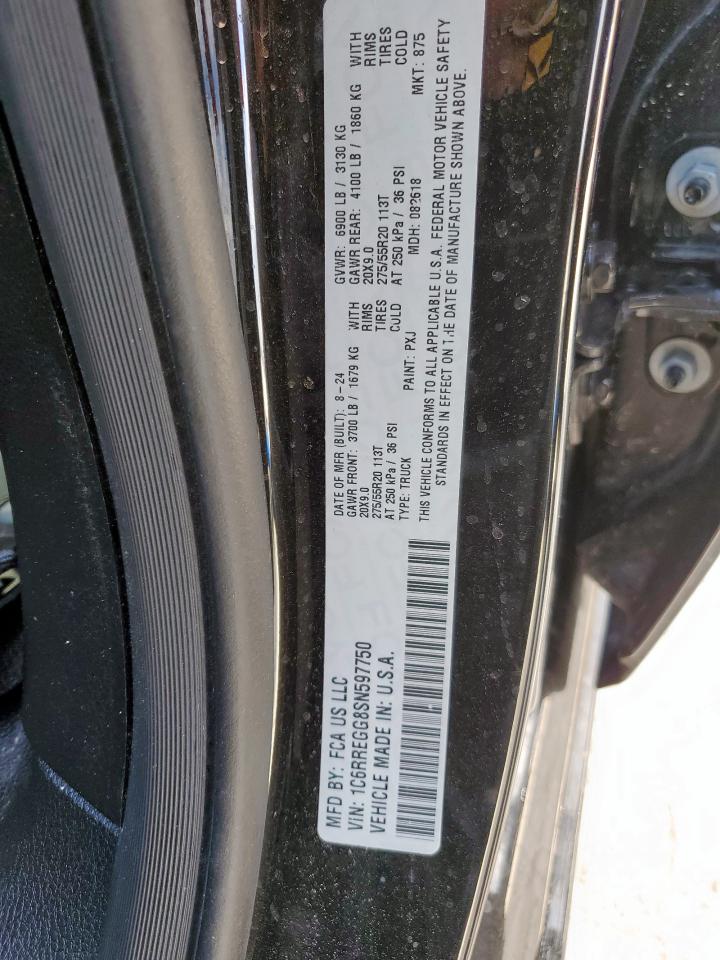 MFD BY: FCA US LLC
VIN: 1C6RREGG8SN597750
VEHICLE MADE IN: U.S.A.
DATE OF MFR (BUILT): 8-24
GAWR FRONT: 3700 LB / 1679 KG WITH
20X9.0 RIMS
275/55R20 113T TIRES
AT 250 kPa / 36 PSI COLD
TYPE: TRUCK PAINT: PXJ
GVWR: 6900 LB / 3130 KG
GAWR REAR: 4100 LB / 1860 KG WITH
20X9.0 RIMS
275/55R20 113T TIRES
AT 250 kPa / 36 PSI COLD
MDH: 082618 MKT: 875
THIS VEHICLE CONFORMS TO ALL APPLICABLE U.S.A. FEDERAL MOTOR VEHICLE SAFETY
STANDARDS IN EFFECT ON THE DATE OF MANUFACTURE SHOWN ABOVE.